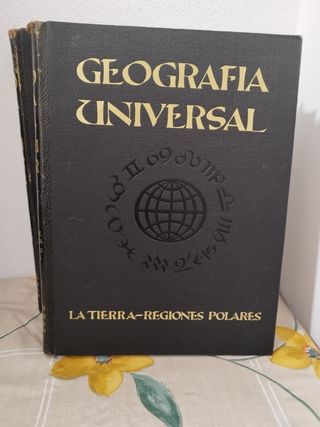 GEOGRAFIA
UNIVERSAL
LA TIERRA-REGIONES POLARES